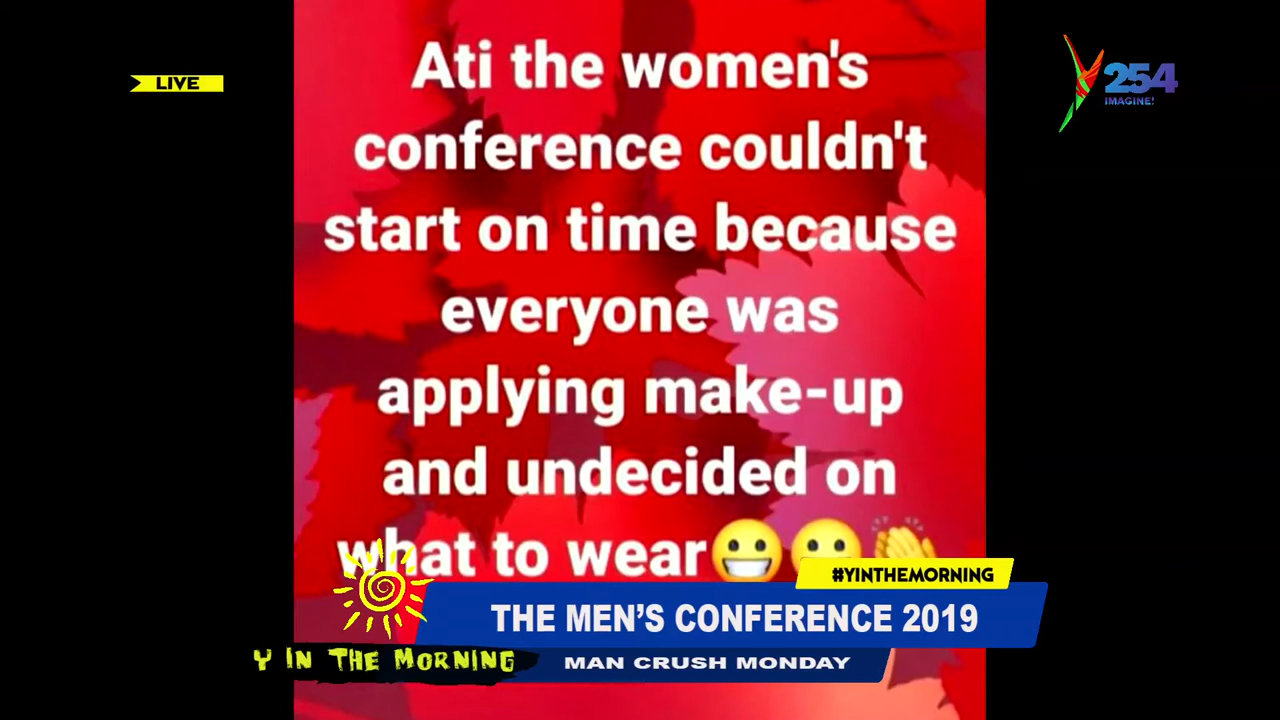 LIVE
254
IMAGINE!
Ati the women's
conference couldn't
start on time because
everyone was
applying make-up
and undecided on
what to wear😀😬👏
#YINTHEMORNING
THE MEN'S CONFERENCE 2019
Y IN THE MORNING
MAN CRUSH MONDAY